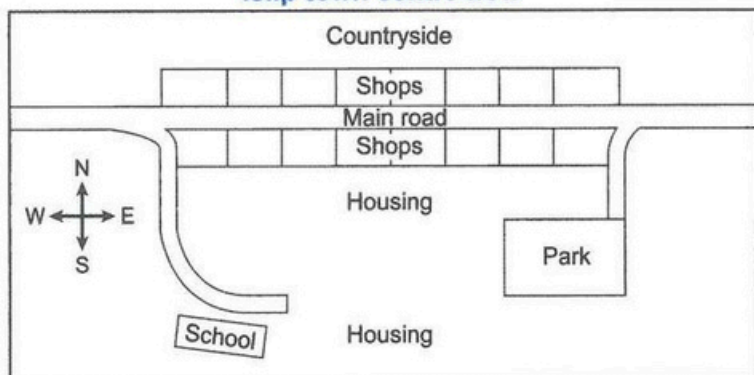 Countryside
Shops
Main road
Shops
N
W E
S
Housing
Park
School
Housing